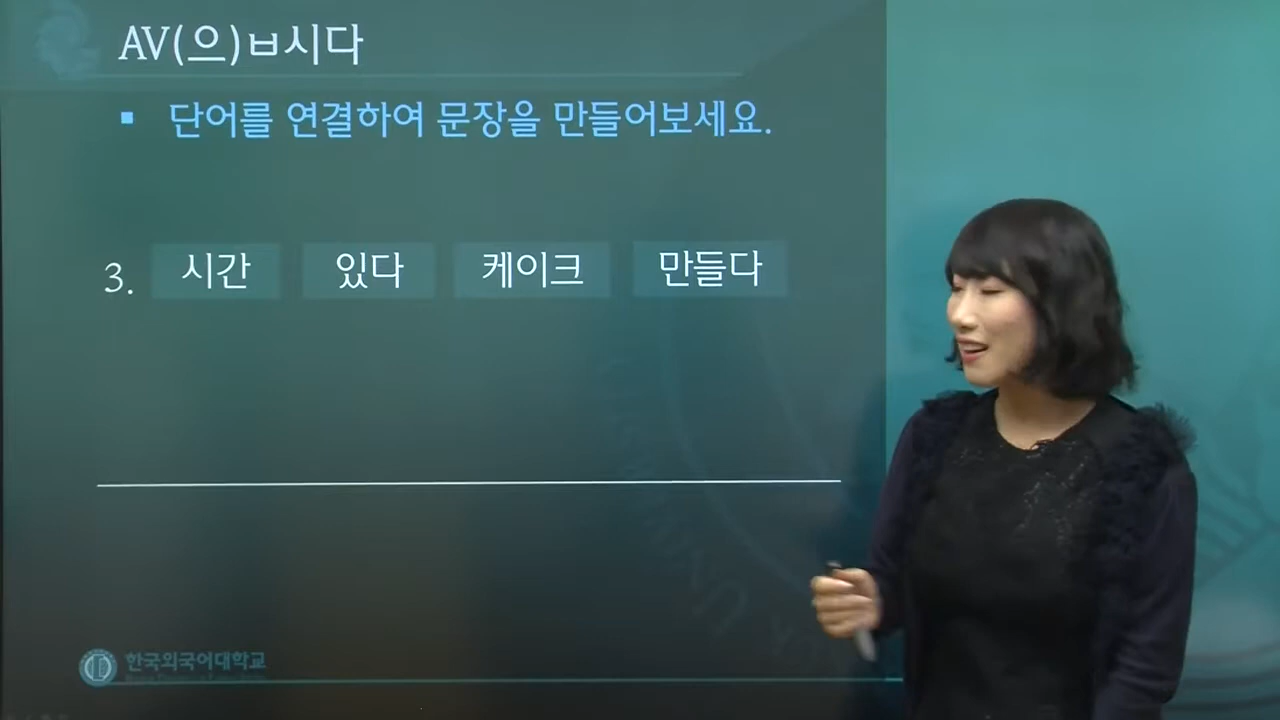 AV(으)ㅂ시다
▪ 단어를 연결하여 문장을 만들어보세요.
3. 시간 있다 케이크 만들다
한국외국어대학교